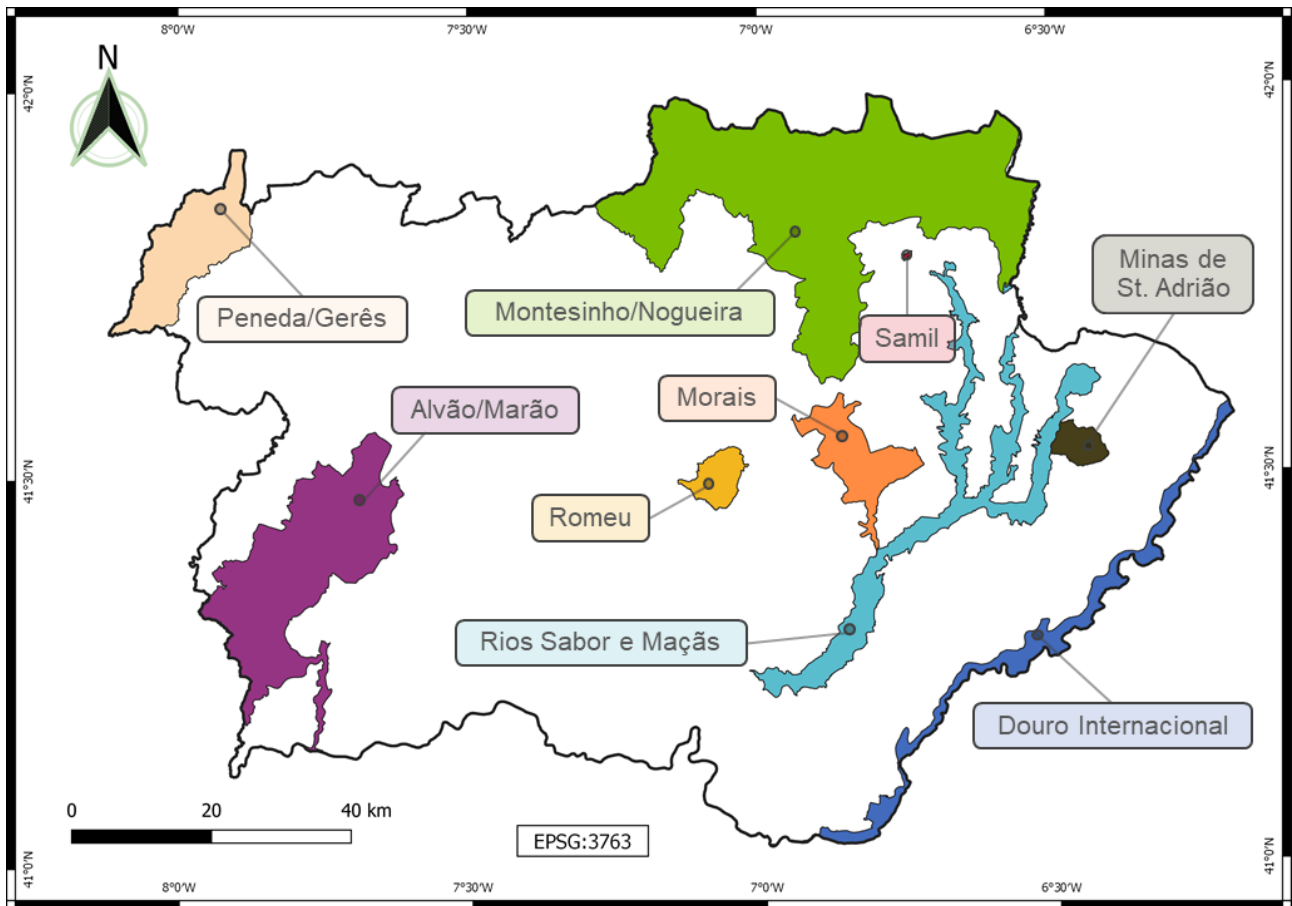 8°0'W
7°30'W
7°0'W
6°30'W
N
42°0'N
42°0'N
Minas de
St. Adrião
Peneda/Gerês
Montesinho/Nogueira
Samil
Morais
Alvão/Marão
41°30'N
41°30'N
Romeu
Rios Sabor e Maçãs
Douro Internacional
0
20
40 km
EPSG:3763
41°0'N
41°0'N
8°0'W
7°30'W
7°0'W
6°30'W